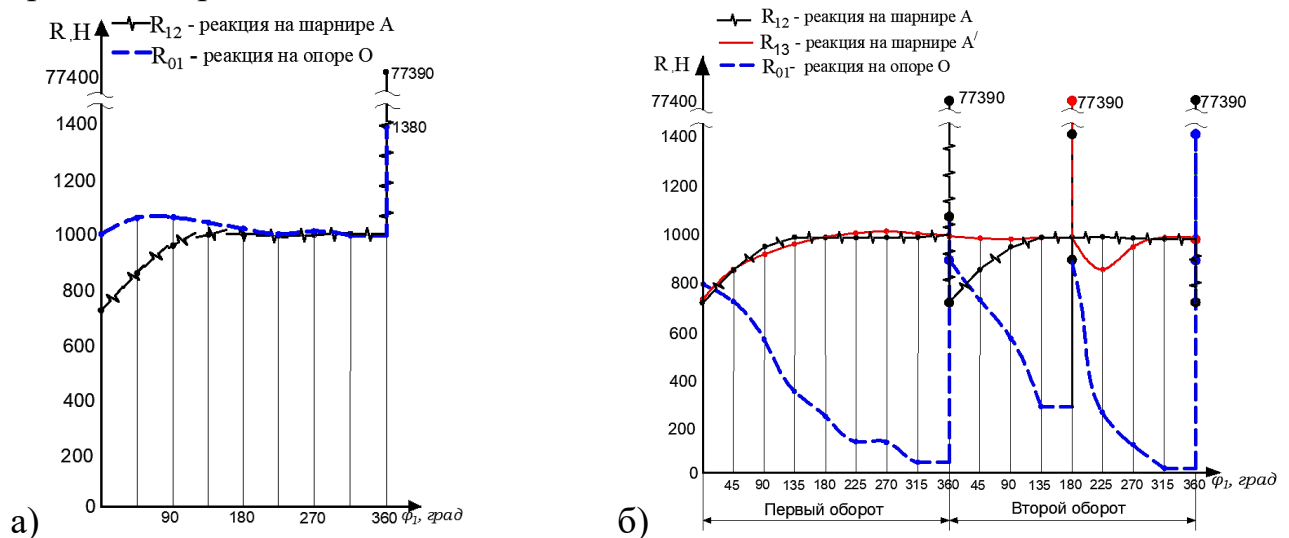 R,Н
R12 - реакция на шарнире А
R01 - реакция на опоре О
77400
77390
1400
1380
1200
1000
800
600
400
200
0
90
180
270
360
φ1, град
а)
R12 - реакция на шарнире А
R13 - реакция на шарнире А/
R01- реакция на опоре О
R,Н
77400
77390
77390
77390
1400
1200
1000
800
600
400
200
0
45 90 135 180 225 270 315 360 45 90 135 180 225 270 315 360
φ1, град
Первый оборот
Второй оборот
б)